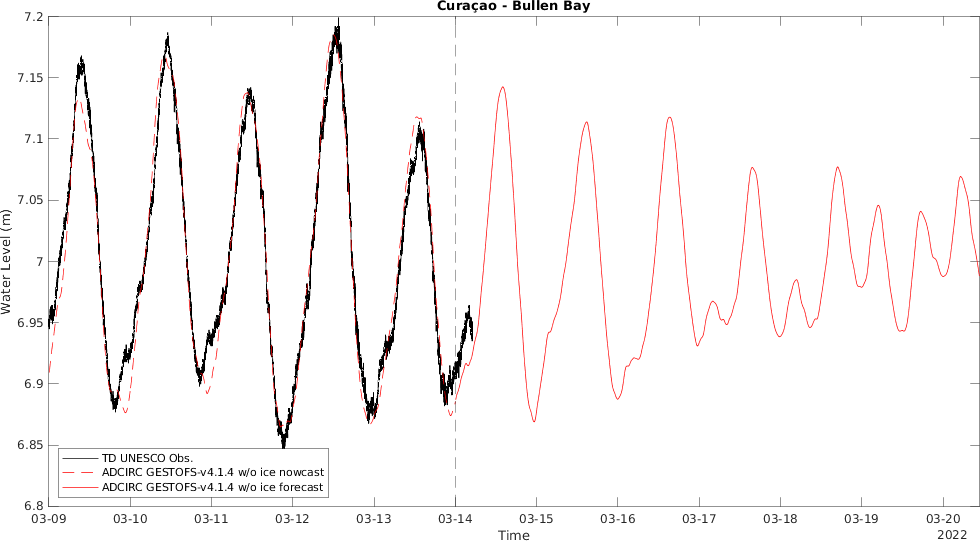 Curaçao - Bullen Bay
7.2
7.15
7.1
7.05
7
6.95
6.9
6.85
6.8
Water Level (m)
TD UNESCO Obs.
ADCIRC GESTOFS-v4.1.4 w/o ice nowcast
ADCIRC GESTOFS-v4.1.4 w/o ice forecast
03-09 03-10 03-11 03-12 03-13 03-14 03-15 03-16 03-17 03-18 03-19 03-20
Time
2022